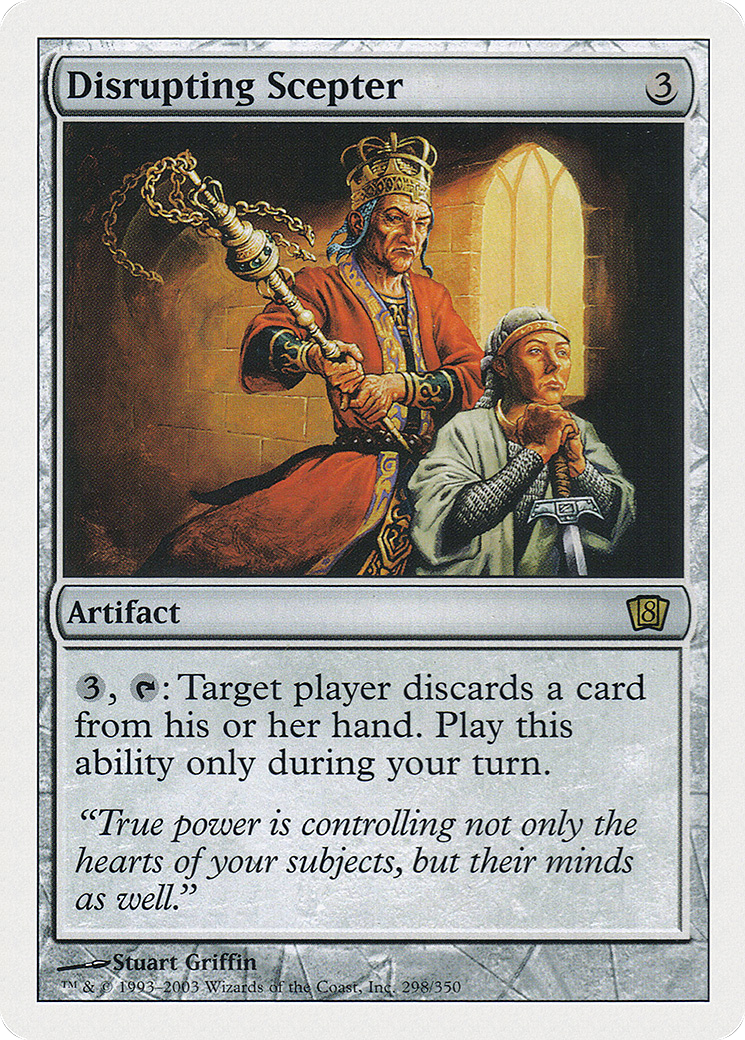 Disrupting Scepter 3
Artifact 8
3, : Target player discards a card
from his or her hand. Play this
ability only during your turn.
“True power is controlling not only the
hearts of your subjects, but their minds
as well.”
Stuart Griffin
™ & © 1993–2003 Wizards of the Coast, Inc. 298/350